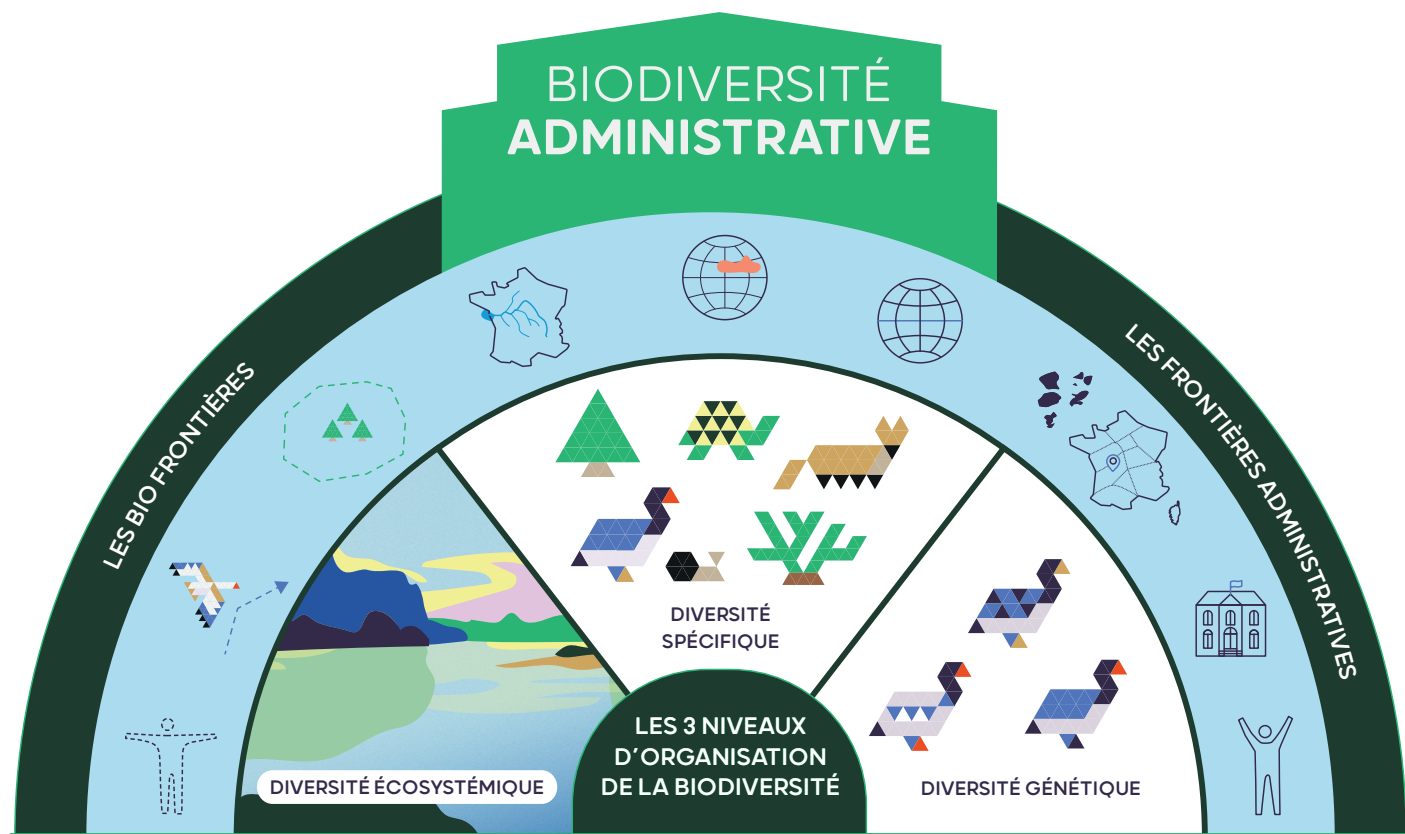 BIODIVERSITÉ
ADMINISTRATIVE
LES BIO FRONTIÈRES
LES FRONTIÈRES ADMINISTRATIVES
DIVERSITÉ
SPÉCIFIQUE
LES 3 NIVEAUX
D'ORGANISATION
DE LA BIODIVERSITÉ
DIVERSITÉ ÉCOSYSTÉMIQUE
DIVERSITÉ GÉNÉTIQUE